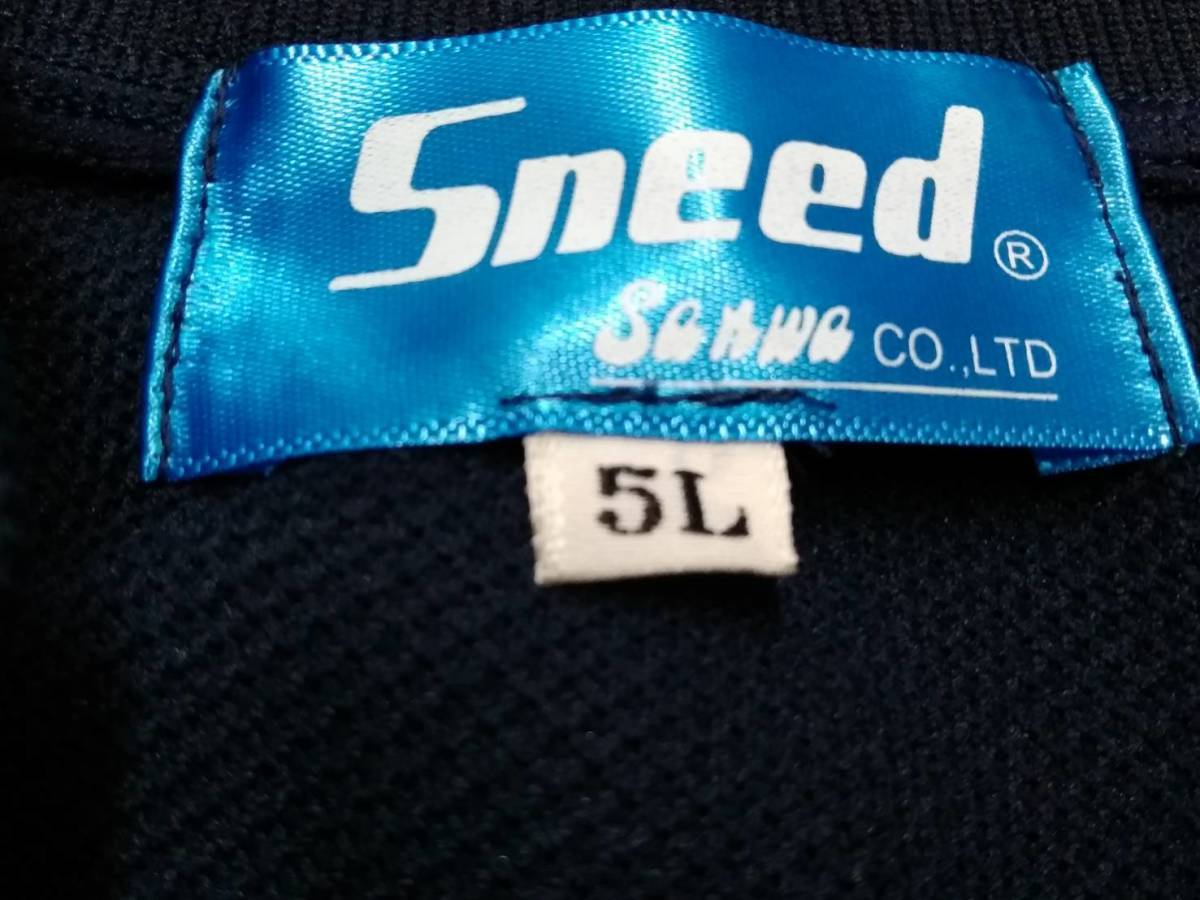 Sneed ®
Sanwa CO.,LTD
5L